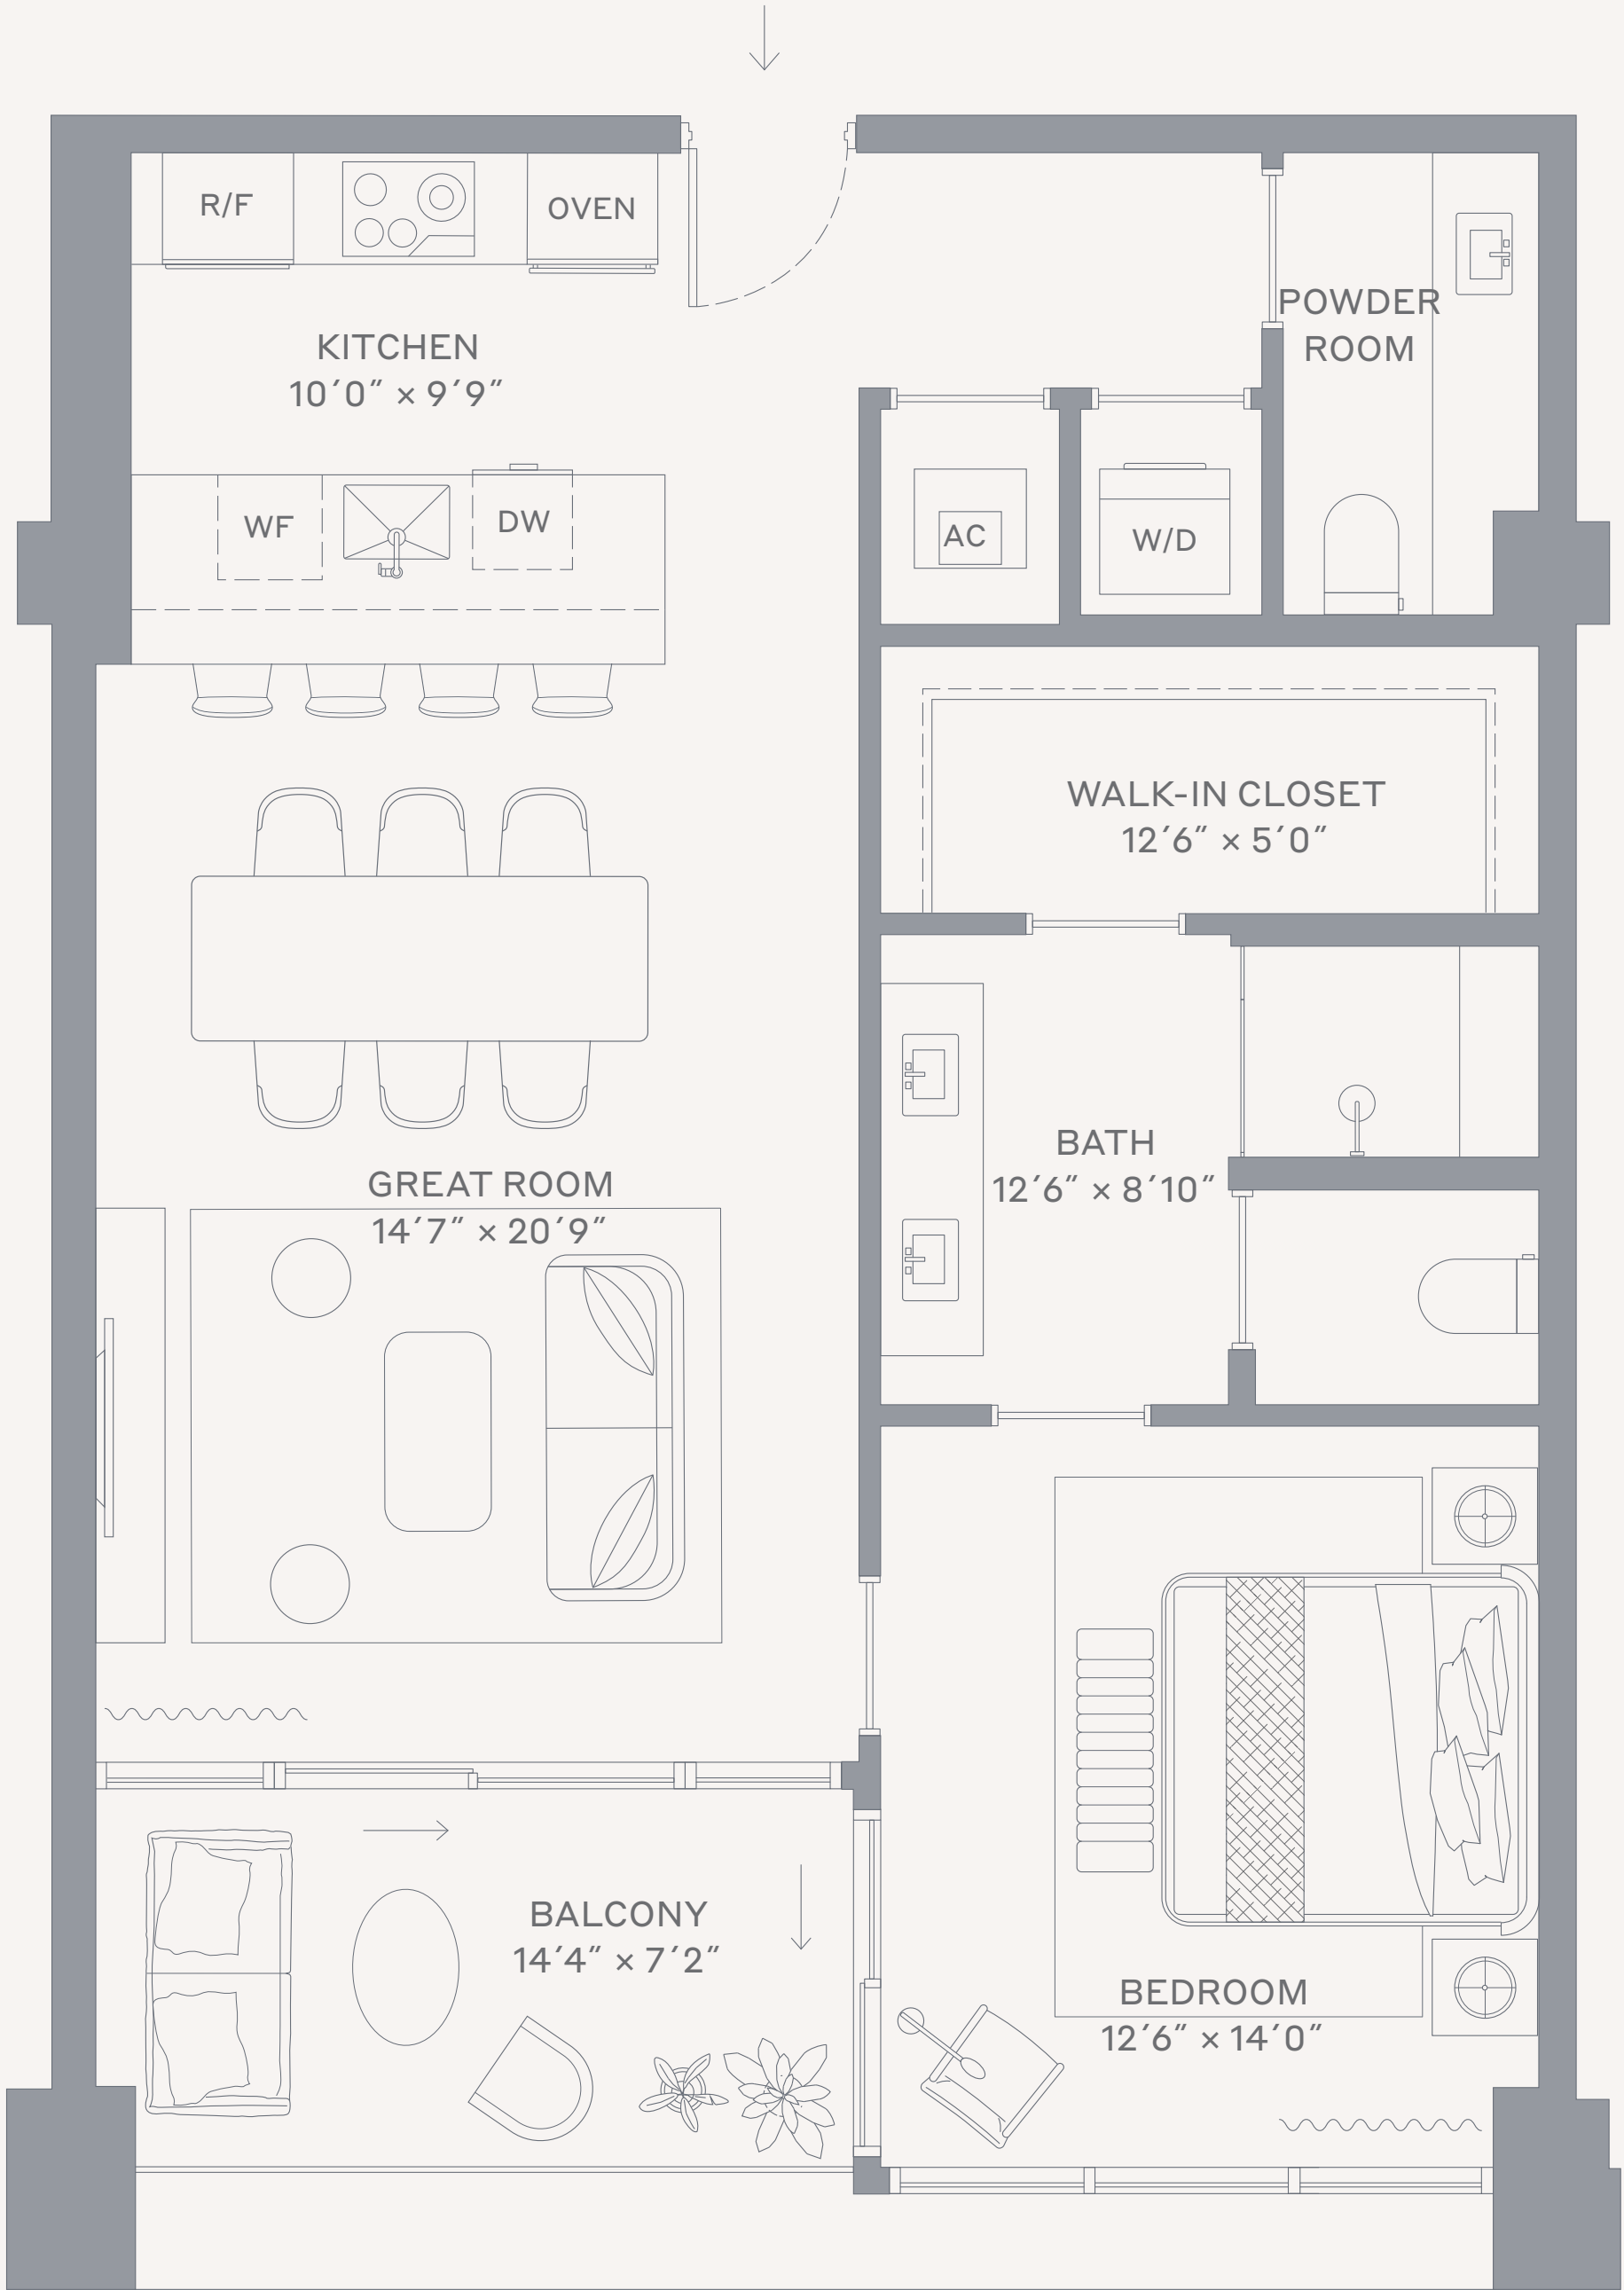 R/F
OVEN
POWDER
ROOM
KITCHEN
10´0˝ × 9´9˝
WF
DW
AC
W/D
WALK-IN CLOSET
12´6˝ × 5´0˝
BATH
12´6˝ × 8´10˝
GREAT ROOM
14´7˝ × 20´9˝
BALCONY
14´4˝ × 7´2˝
BEDROOM
12´6˝ × 14´0˝